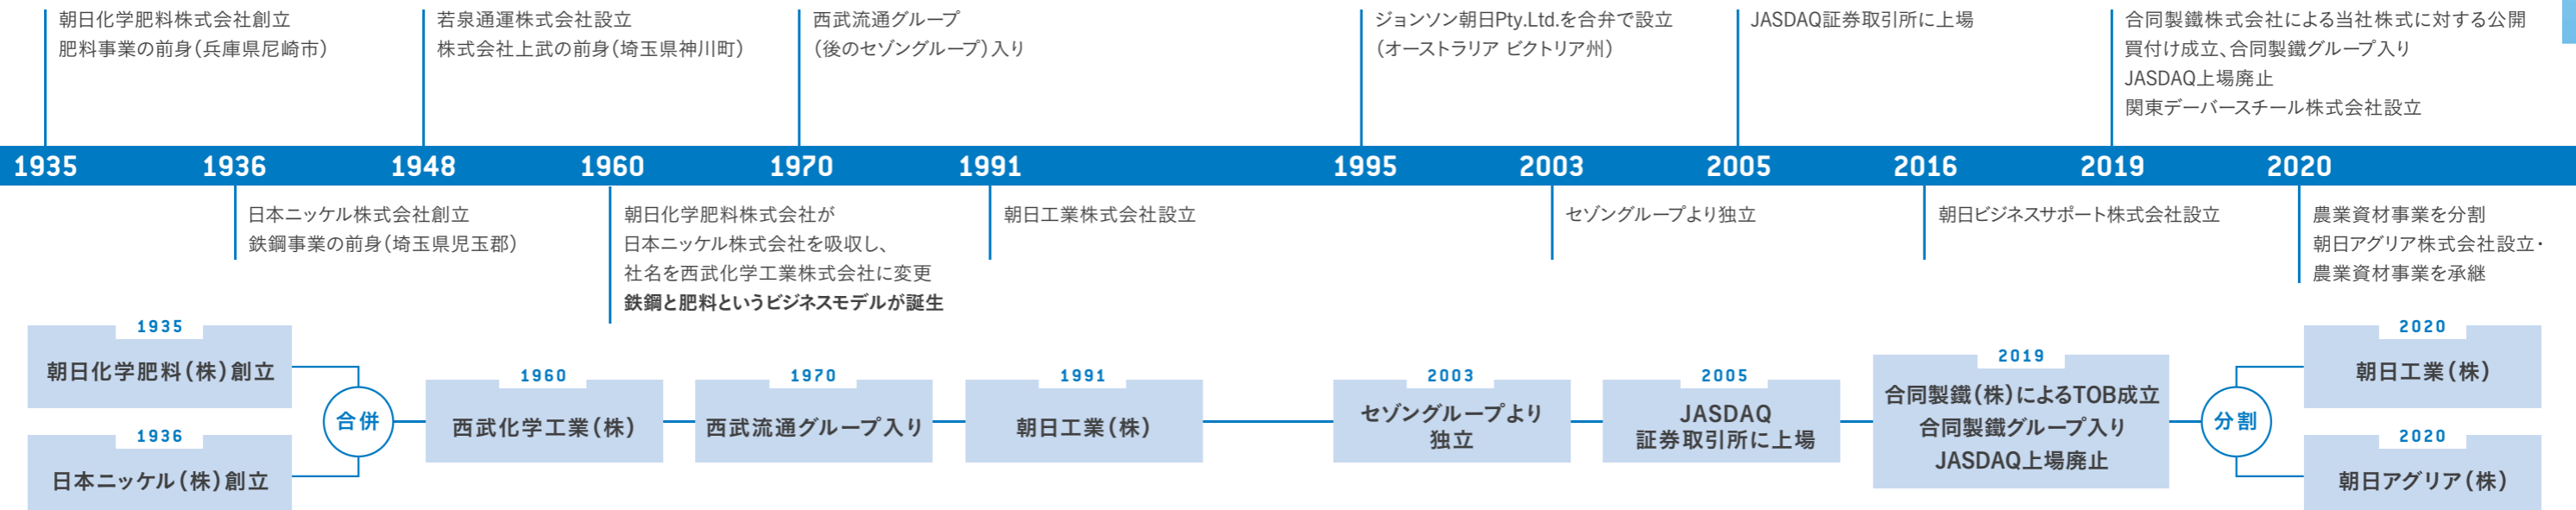 朝日化学肥料株式会社創立
肥料事業の前身(兵庫県尼崎市)
若泉通運株式会社設立
株式会社上武の前身(埼玉県神川町)
西武流通グループ
(後のセゾングループ)入り
ジョンソン朝日Pty.Ltd.を合弁で設立
(オーストラリア ビクトリア州)
JASDAQ証券取引所に上場
合同製鐵株式会社による当社株式に対する公開
買付け成立、合同製鐵グループ入り
JASDAQ上場廃止
関東デーバースチール株式会社設立
1935 1936 1948 1960 1970 1991 1995 2003 2005 2016 2019 2020
日本ニッケル株式会社創立
鉄鋼事業の前身(埼玉県児玉郡)
朝日化学肥料株式会社が
日本ニッケル株式会社を吸収し、
社名を西武化学工業株式会社に変更
鉄鋼と肥料というビジネスモデルが誕生
朝日工業株式会社設立
セゾングループより独立
朝日ビジネスサポート株式会社設立
農業資材事業を分割
朝日アグリア株式会社設立・
農業資材事業を承継
1935
朝日化学肥料(株)創立
1936
日本ニッケル(株)創立
合併
1960
西武化学工業(株)
1970
西武流通グループ入り
1991
朝日工業(株)
2003
セゾングループより
独立
2005
JASDAQ
証券取引所に上場
2019
合同製鐵(株)によるTOB成立
合同製鐵グループ入り
JASDAQ上場廃止
分割
2020
朝日工業(株)
2020
朝日アグリア(株)